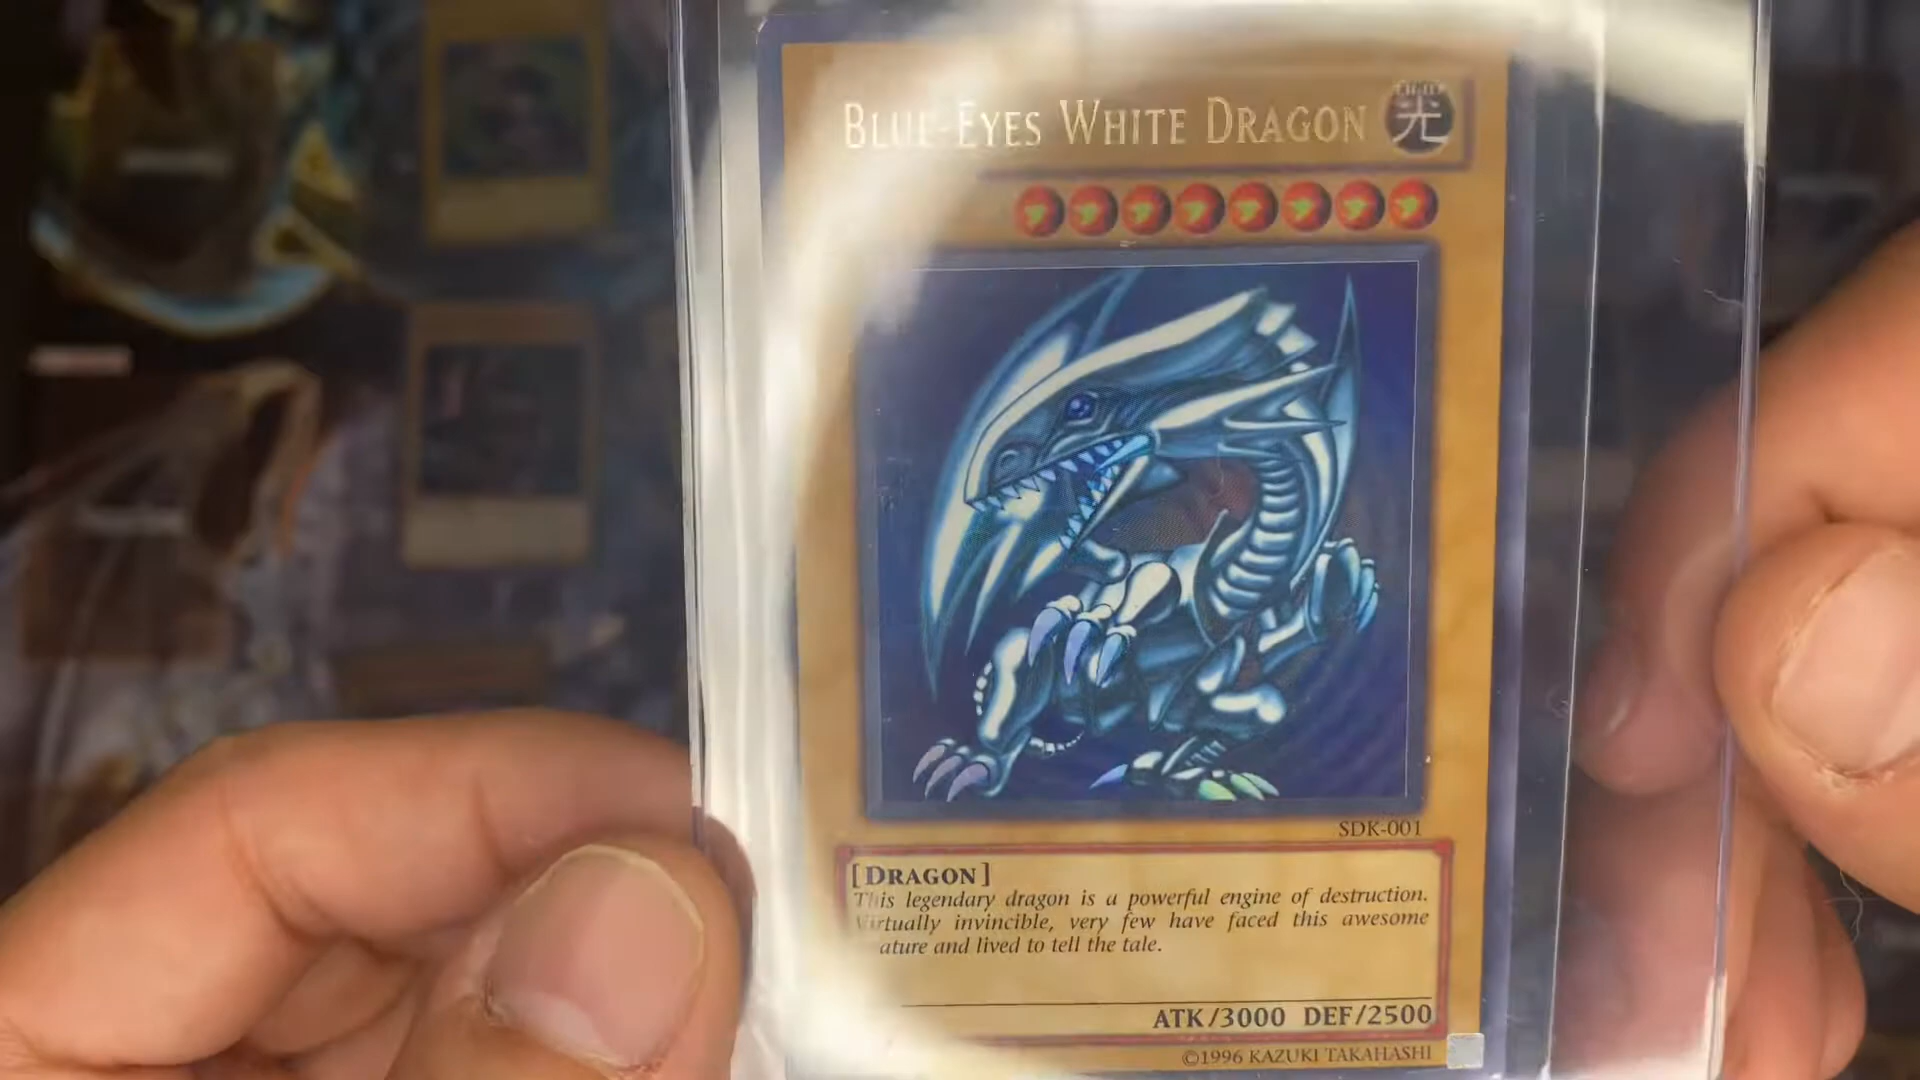 BLUE-EYES WHITE DRAGON
LIGHT
光
SDK-001
[DRAGON]
This legendary dragon is a powerful engine of destruction.
Virtually invincible, very few have faced this awesome
ature and lived to tell the tale.
ATK/3000 DEF/2500
©1996 KAZUKI TAKAHASHI